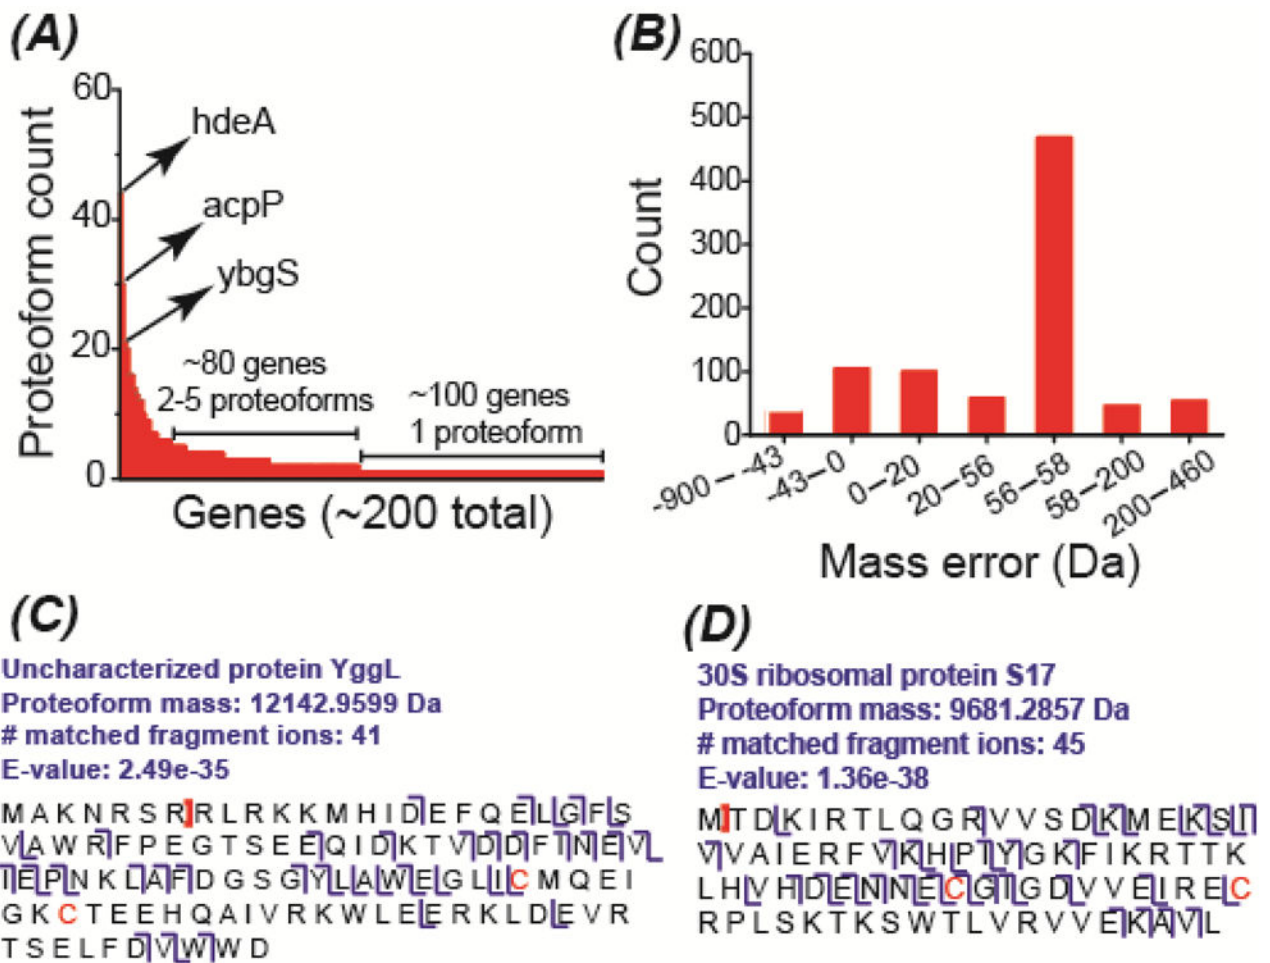 (A)
Proteoform count
60
40
20
0
hdeA
acpP
ybgS
~80 genes
2-5 proteoforms
~100 genes
1 proteoform
Genes (~200 total)
(B)
Count
600
500
400
300
200
100
0
-900 – -43
-43–0
0–20
20–56
56–58
58–200
200–460
Mass error (Da)
(C)
Uncharacterized protein YggL
Proteoform mass: 12142.9599 Da
# matched fragment ions: 41
E-value: 2.49e-35
M A K N R S R R L R K K M H I D E F Q E L G F S
V A W R F P E G T S E E Q I D K T V D D F I N E V L
I E P N K L A F D G S G Y L A W E G L I C M Q E I
G K C T E E H Q A I V R K W L E E R K L D E V R
T S E L F D V W W D
(D)
30S ribosomal protein S17
Proteoform mass: 9681.2857 Da
# matched fragment ions: 45
E-value: 1.36e-38
M T D K I R T L Q G R V V S D K M E K S I
V V A I E R F V K H P I Y G K F I K R T T K
L H V H D E N N E C G I G D V V E I R E C
R P L S K T K S W T L V R V V E K A V L